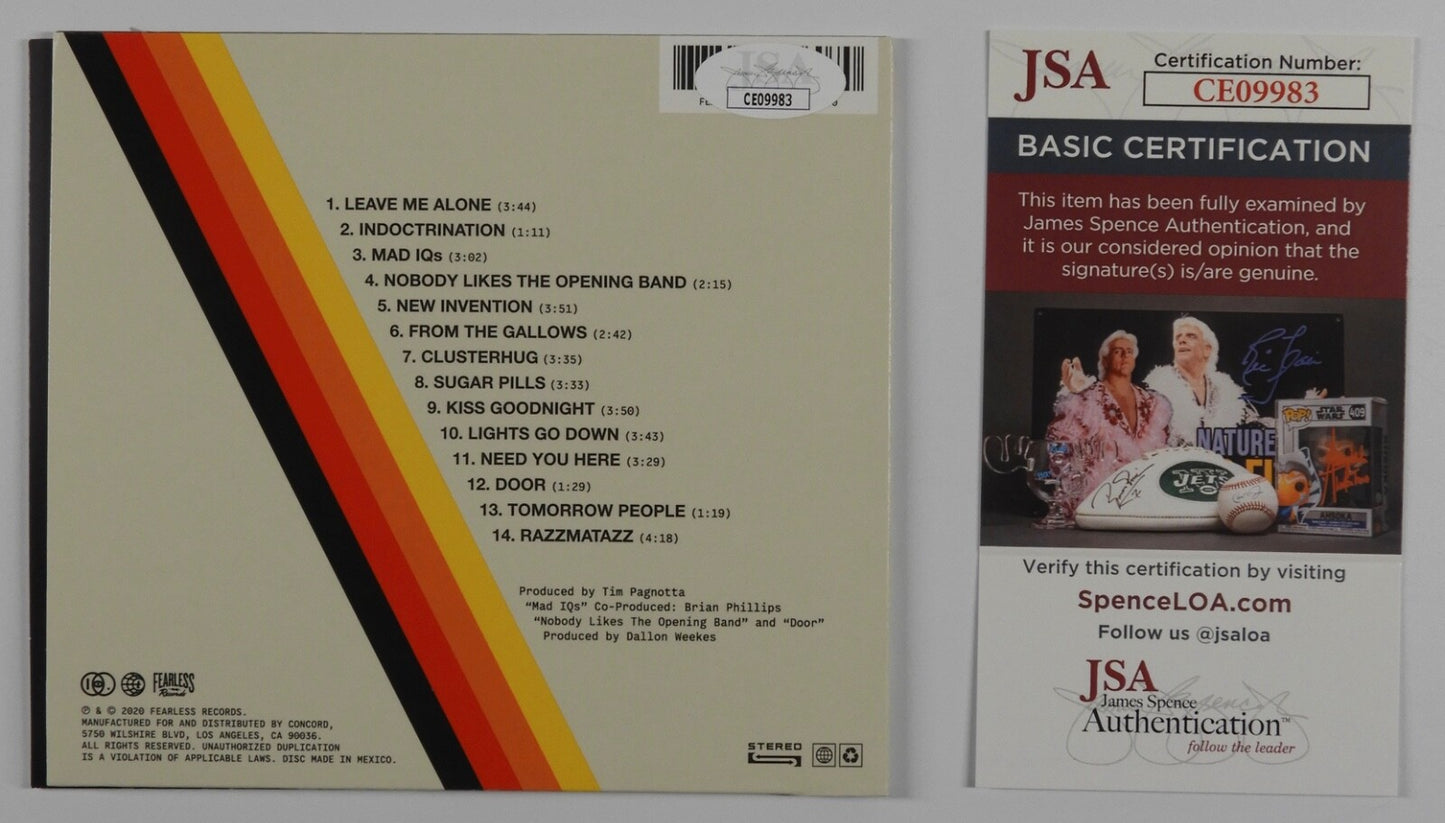 JSA
CE09983
1. LEAVE ME ALONE (3:44)
2. INDOCTRINATION (1:11)
3. MAD IQs (3:02)
4. NOBODY LIKES THE OPENING BAND (2:15)
5. NEW INVENTION (3:51)
6. FROM THE GALLOWS (2:42)
7. CLUSTERHUG (3:35)
8. SUGAR PILLS (3:33)
9. KISS GOODNIGHT (3:50)
10. LIGHTS GO DOWN (3:43)
11. NEED YOU HERE (3:29)
12. DOOR (1:29)
13. TOMORROW PEOPLE (1:19)
14. RAZZMATAZZ (4:18)
Produced by Tim Pagnotta
“Mad IQs” Co-Produced: Brian Phillips
“Nobody Likes The Opening Band” and “Door”
Produced by Dallon Weekes
FEARLESS
Records
℗ & © 2020 FEARLESS RECORDS.
MANUFACTURED FOR AND DISTRIBUTED BY CONCORD,
5750 WILSHIRE BLVD, LOS ANGELES, CA 90036.
ALL RIGHTS RESERVED. UNAUTHORIZED DUPLICATION
IS A VIOLATION OF APPLICABLE LAWS. DISC MADE IN MEXICO.
STEREO
JSA
Certification Number:
CE09983
BASIC CERTIFICATION
This item has been fully examined by
James Spence Authentication, and
it is our considered opinion that the
signature(s) is/are genuine.
Ric Flair
NATURE
JETS
POP!
STAR WARS
409
AHSOKA
Verify this certification by visiting
SpenceLOA.com
Follow us @jsaloa
JSA
James Spence
Authentication™
follow the leader